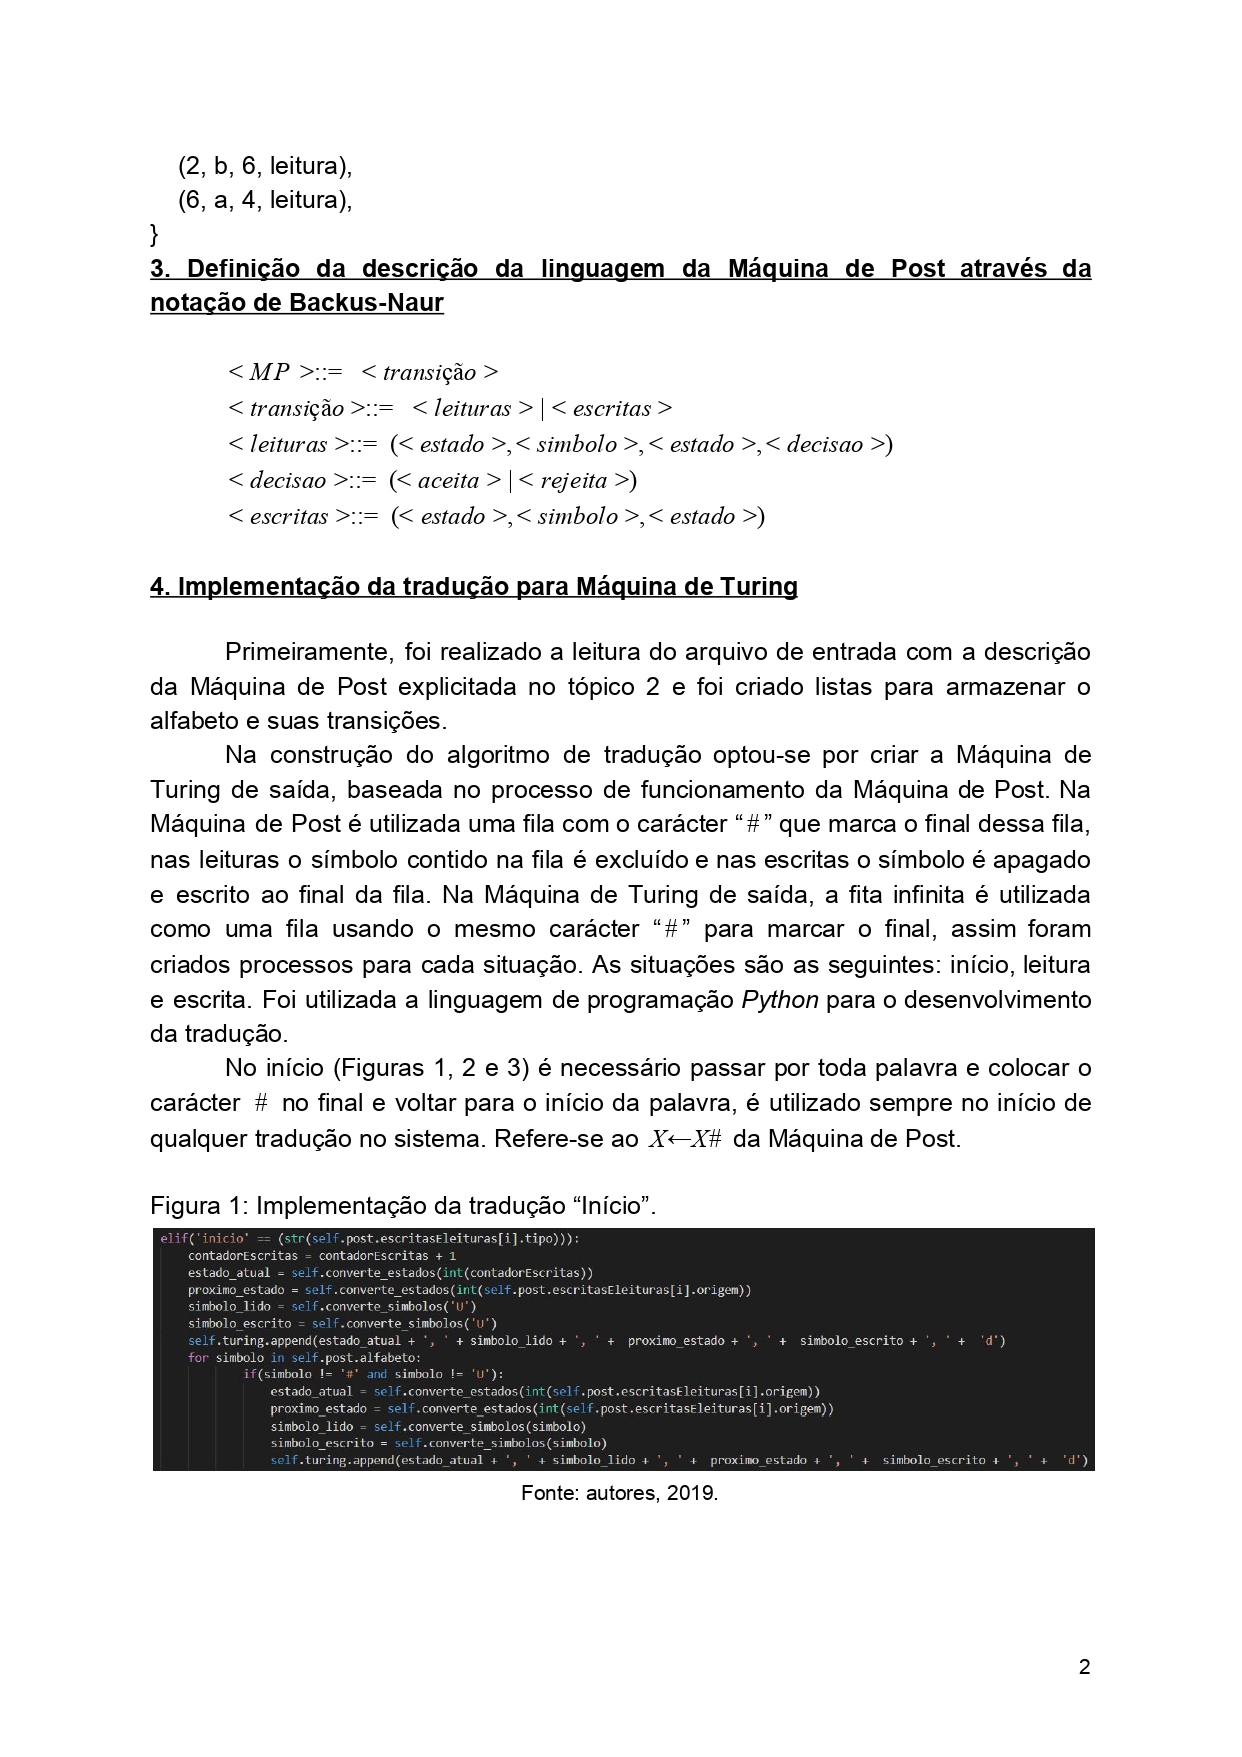 (2, b, 6, leitura),
(6, a, 4, leitura),
}
3. Definição da descrição da linguagem da Máquina de Post através da
notação de Backus-Naur
< MP >::= < transição >
< transição >::= < leituras > | < escritas >
< leituras >::= (< estado >,< simbolo >,< estado >,< decisao >)
< decisao >::= (< aceita > | < rejeita >)
< escritas >::= (< estado >,< simbolo >,< estado >)
4. Implementação da tradução para Máquina de Turing
Primeiramente, foi realizado a leitura do arquivo de entrada com a descrição
da Máquina de Post explicitada no tópico 2 e foi criado listas para armazenar o
alfabeto e suas transições.
Na construção do algoritmo de tradução optou-se por criar a Máquina de
Turing de saída, baseada no processo de funcionamento da Máquina de Post. Na
Máquina de Post é utilizada uma fila com o carácter “#” que marca o final dessa fila,
nas leituras o símbolo contido na fila é excluído e nas escritas o símbolo é apagado
e escrito ao final da fila. Na Máquina de Turing de saída, a fita infinita é utilizada
como uma fila usando o mesmo carácter “#” para marcar o final, assim foram
criados processos para cada situação. As situações são as seguintes: início, leitura
e escrita. Foi utilizada a linguagem de programação Python para o desenvolvimento
da tradução.
No início (Figuras 1, 2 e 3) é necessário passar por toda palavra e colocar o
carácter # no final e voltar para o início da palavra, é utilizado sempre no início de
qualquer tradução no sistema. Refere-se ao X←X# da Máquina de Post.
Figura 1: Implementação da tradução “Início”.
elif('inicio' == (str(self.post.escritasEleituras[i].tipo))):
contadorEscritas = contadorEscritas + 1
estado_atual = self.converte_estados(int(contadorEscritas))
proximo_estado = self.converte_estados(int(self.post.escritasEleituras[i].origem))
simbolo_lido = self.converte_simbolos('U')
simbolo_escrito = self.converte_simbolos('U')
self.turing.append(estado_atual + ', ' + simbolo_lido + ', ' + proximo_estado + ', ' + simbolo_escrito + ', ' + 'd')
for simbolo in self.post.alfabeto:
if(simbolo != '#' and simbolo != 'U'):
estado_atual = self.converte_estados(int(self.post.escritasEleituras[i].origem))
proximo_estado = self.converte_estados(int(self.post.escritasEleituras[i].origem))
simbolo_lido = self.converte_simbolos(simbolo)
simbolo_escrito = self.converte_simbolos(simbolo)
self.turing.append(estado_atual + ', ' + simbolo_lido + ', ' + proximo_estado + ', ' + simbolo_escrito + ', ' + 'd')
Fonte: autores, 2019.
2